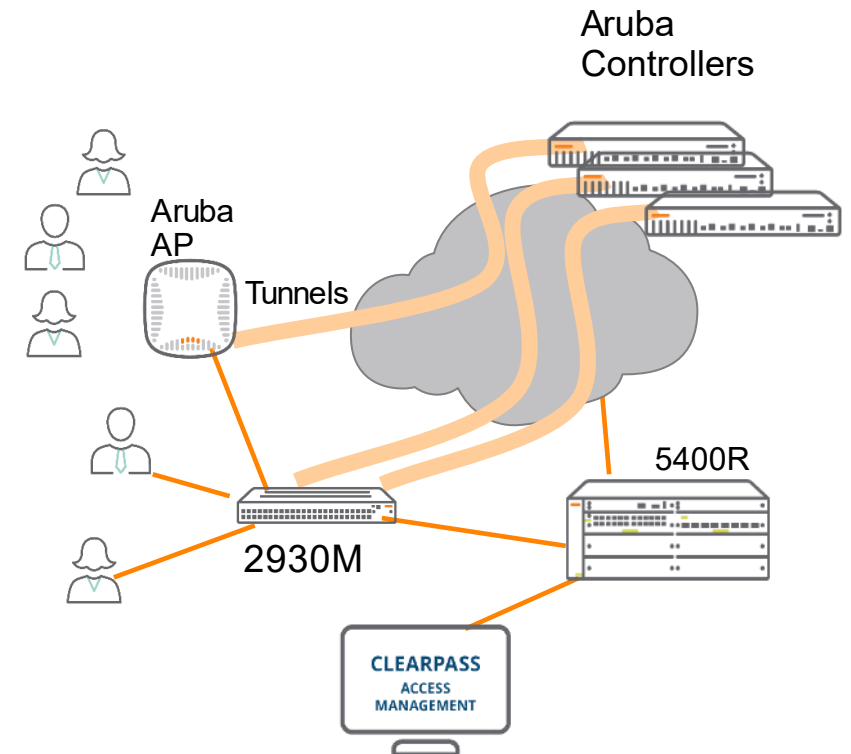 Aruba
Controllers
Aruba
AP
Tunnels
5400R
2930M
CLEARPASS
ACCESS
MANAGEMENT